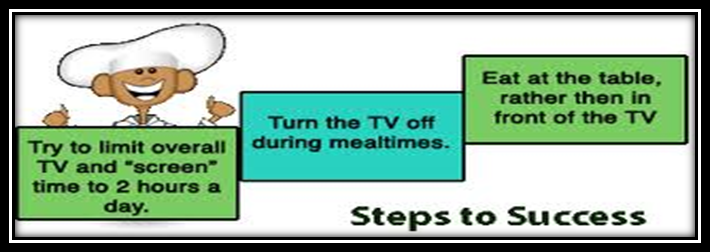 Try to limit overall
TV and "screen"
time to 2 hours a
day.
Turn the TV off
during mealtimes.
Eat at the table,
rather then in
front of the TV
Steps to Success